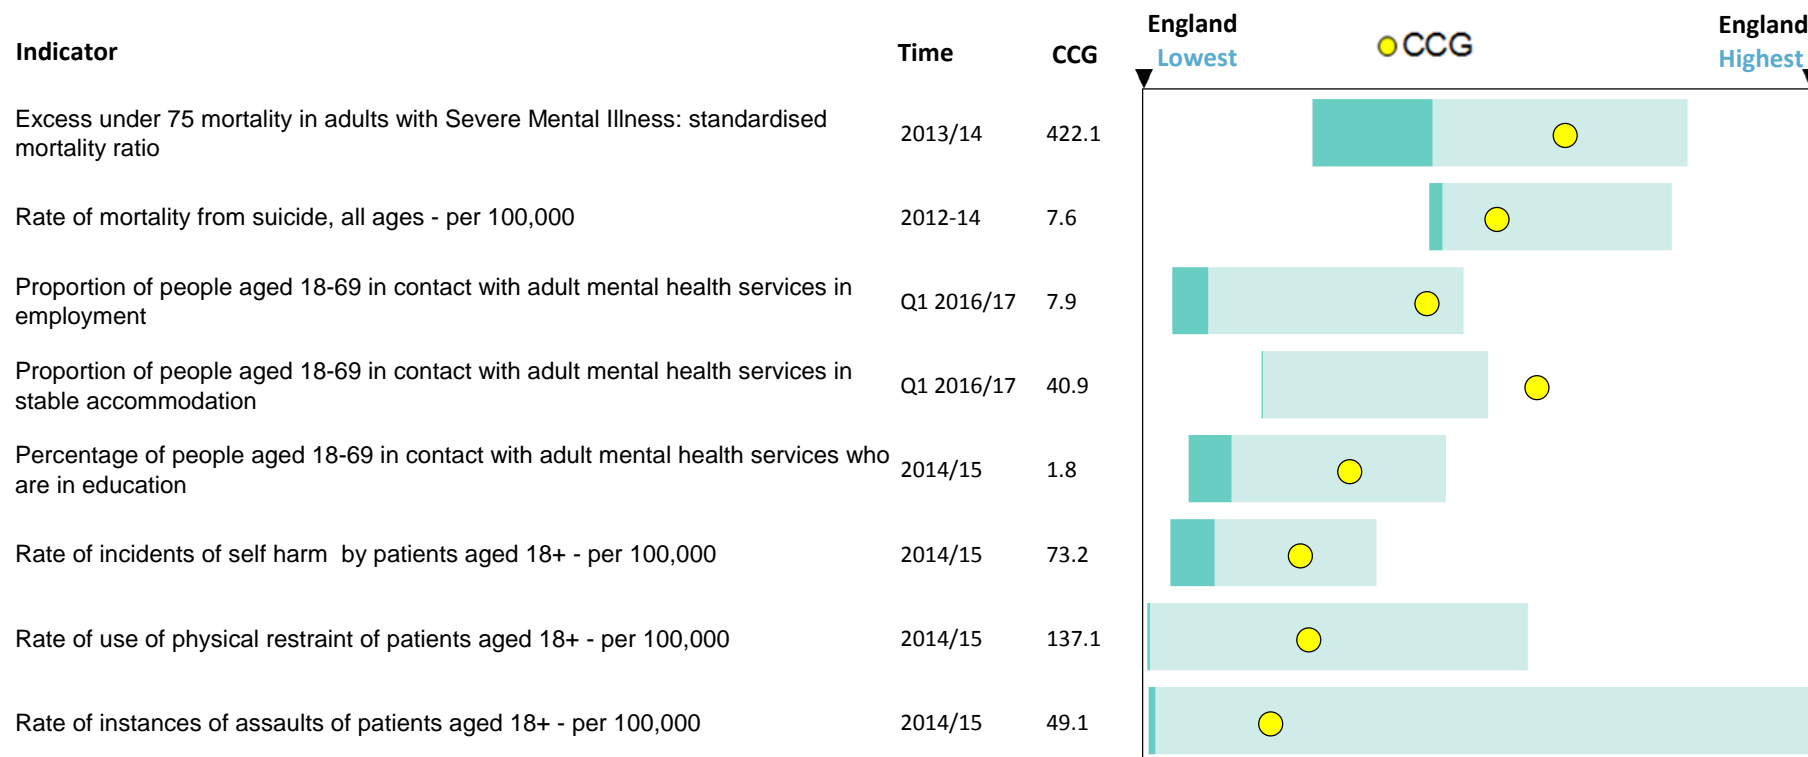 Indicator Time CCG England Lowest CCG England Highest
Excess under 75 mortality in adults with Severe Mental Illness: standardised
mortality ratio
2013/14 422.1
Rate of mortality from suicide, all ages - per 100,000 2012-14 7.6
Proportion of people aged 18-69 in contact with adult mental health services in
employment
Q1 2016/17 7.9
Proportion of people aged 18-69 in contact with adult mental health services in
stable accommodation
Q1 2016/17 40.9
Percentage of people aged 18-69 in contact with adult mental health services who
are in education
2014/15 1.8
Rate of incidents of self harm  by patients aged 18+ - per 100,000 2014/15 73.2
Rate of use of physical restraint of patients aged 18+ - per 100,000 2014/15 137.1
Rate of instances of assaults of patients aged 18+ - per 100,000 2014/15 49.1